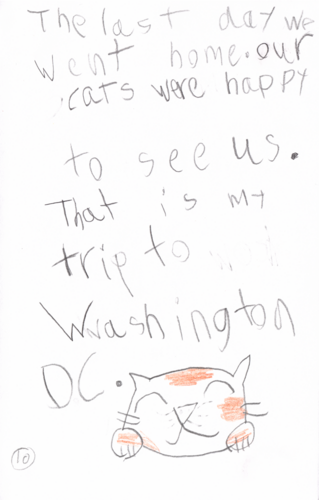 The last day we
went home. our
cats were happy
to see us.
That is my
trip to
Washington
DC.
10